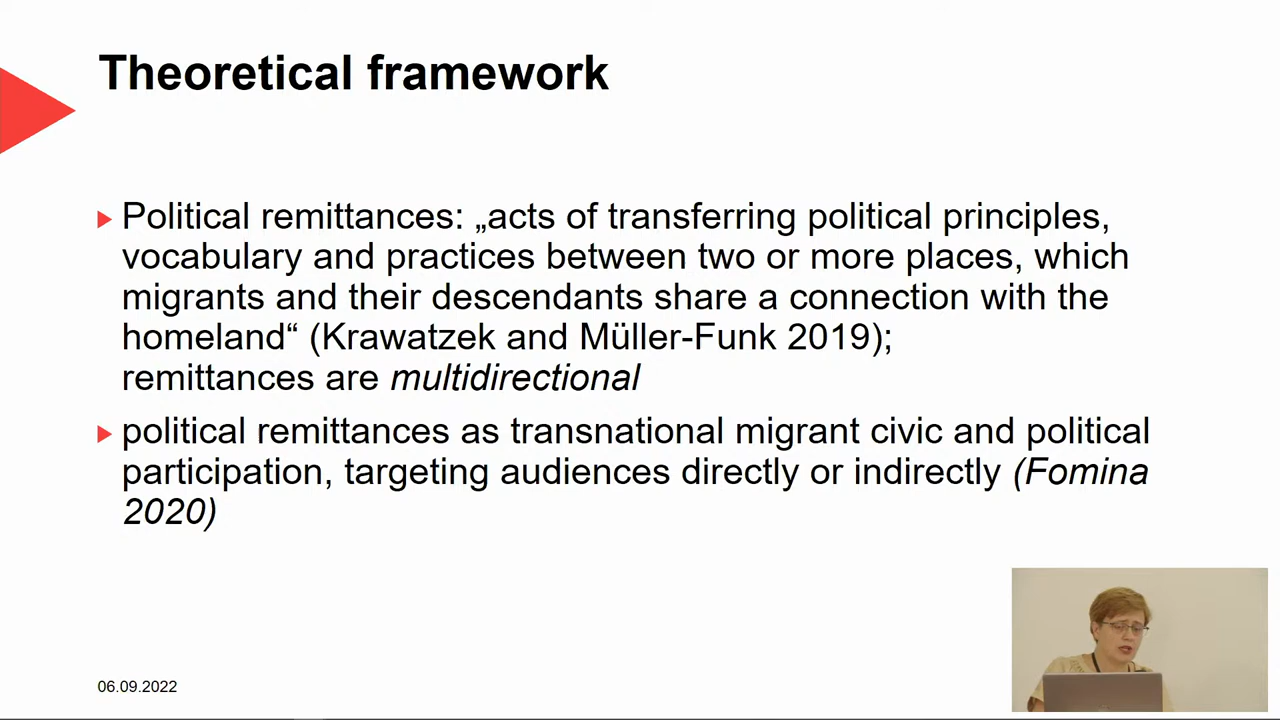 Theoretical framework
Political remittances: „acts of transferring political principles,
vocabulary and practices between two or more places, which
migrants and their descendants share a connection with the
homeland“ (Krawatzek and Müller-Funk 2019);
remittances are multidirectional
political remittances as transnational migrant civic and political
participation, targeting audiences directly or indirectly (Fomina
2020)
06.09.2022